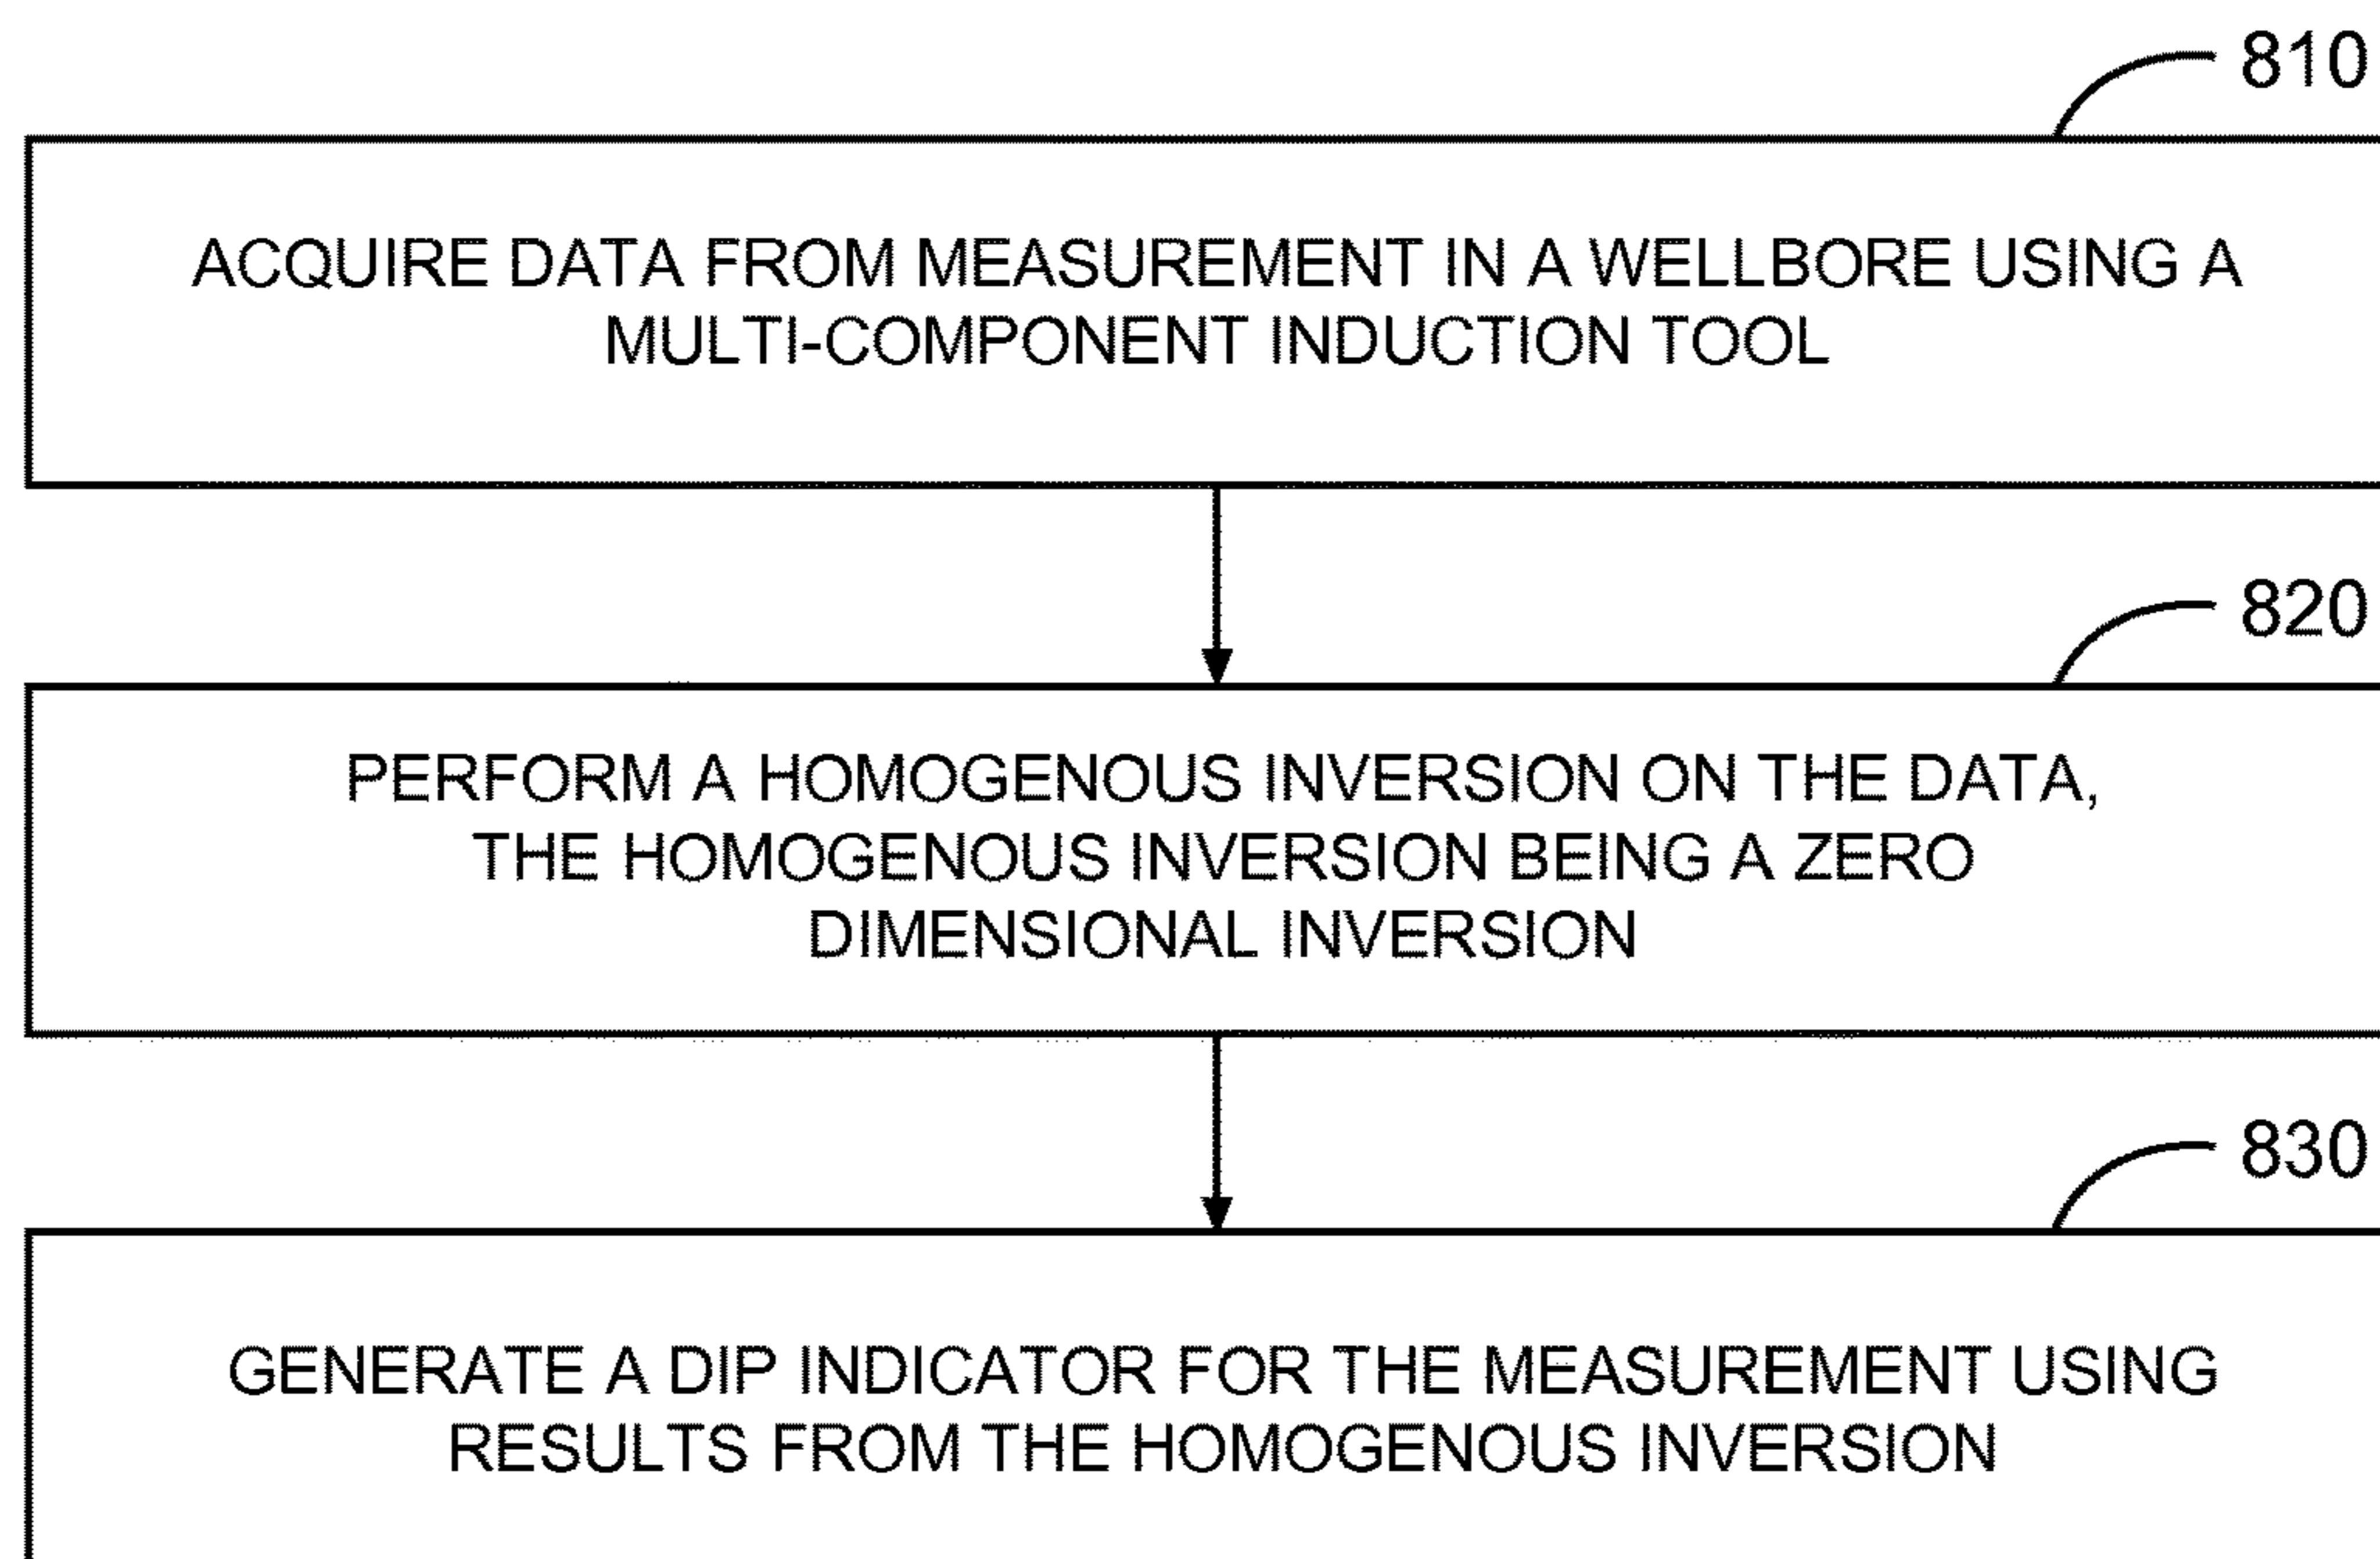 810
ACQUIRE DATA FROM MEASUREMENT IN A WELLBORE USING A
MULTI-COMPONENT INDUCTION TOOL
820
PERFORM A HOMOGENOUS INVERSION ON THE DATA,
THE HOMOGENOUS INVERSION BEING A ZERO
DIMENSIONAL INVERSION
830
GENERATE A DIP INDICATOR FOR THE MEASUREMENT USING
RESULTS FROM THE HOMOGENOUS INVERSION